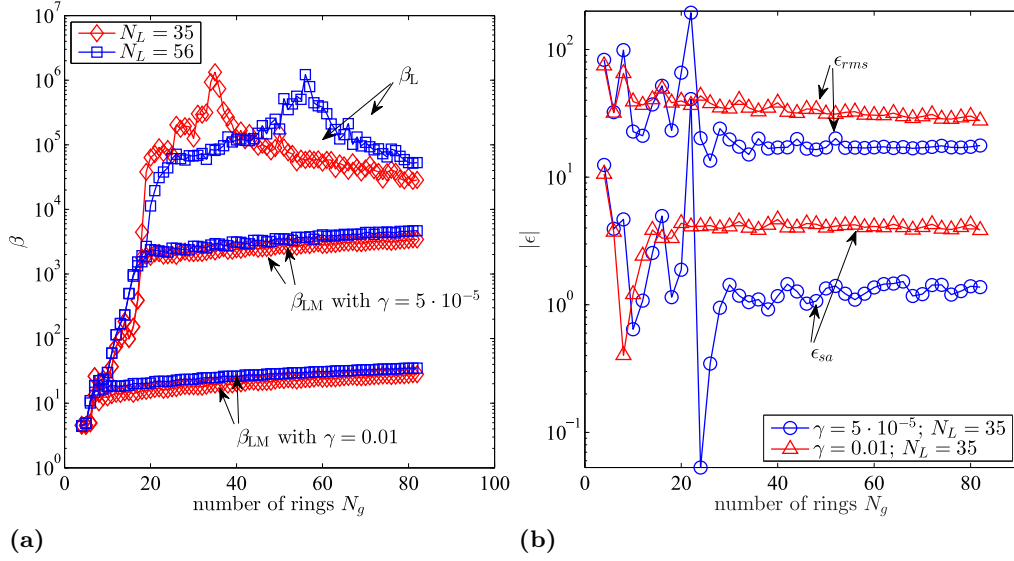 10^7
10^6
10^5
10^4
10^3
10^2
10^1
10^0
β
N_L = 35
N_L = 56
β_L
β_LM with γ = 5 · 10^−5
β_LM with γ = 0.01
0 20 40 60 80 100
number of rings N_g
(a)
10^2
10^1
10^0
10^−1
|ϵ|
ϵ_rms
ϵ_sa
γ = 5 · 10^−5; N_L = 35
γ = 0.01; N_L = 35
0 20 40 60 80
number of rings N_g
(b)